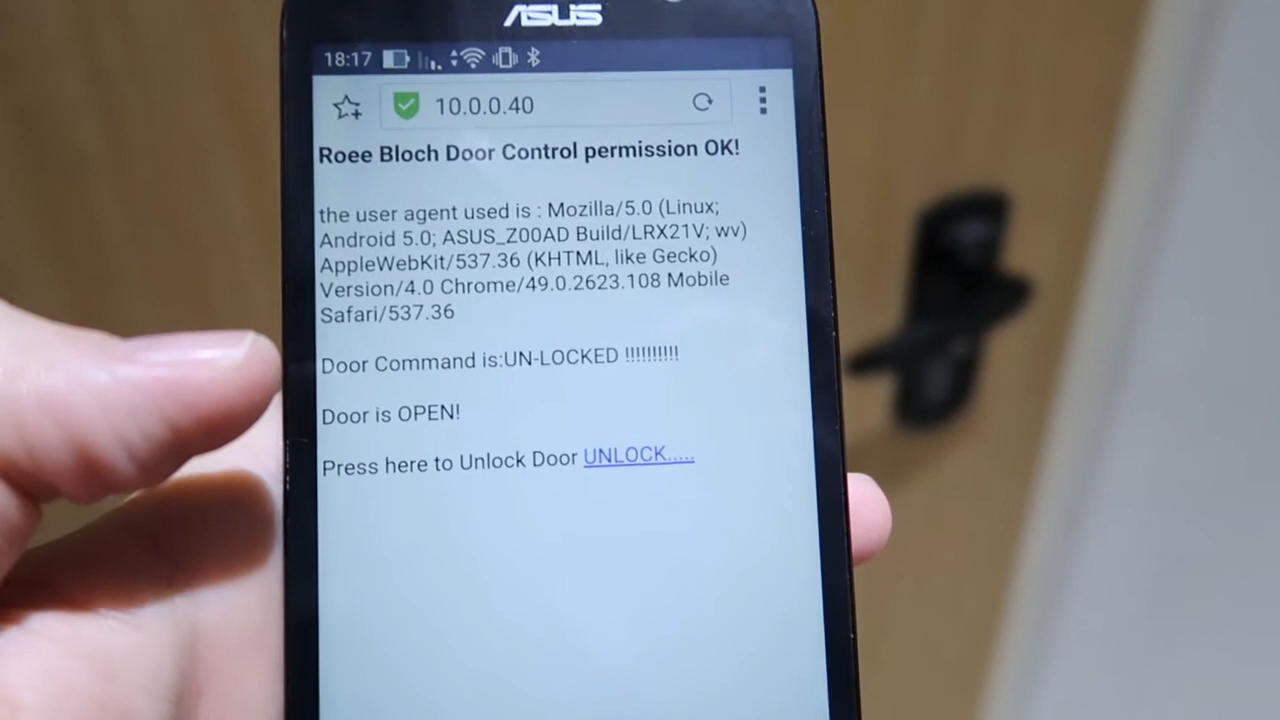 ASUS
18:17
10.0.0.40
Roee Bloch Door Control permission OK!
the user agent used is : Mozilla/5.0 (Linux;
Android 5.0; ASUS_Z00AD Build/LRX21V; wv)
AppleWebKit/537.36 (KHTML, like Gecko)
Version/4.0 Chrome/49.0.2623.108 Mobile
Safari/537.36
Door Command is:UN-LOCKED !!!!!!!!!!
Door is OPEN!
Press here to Unlock Door UNLOCK.....